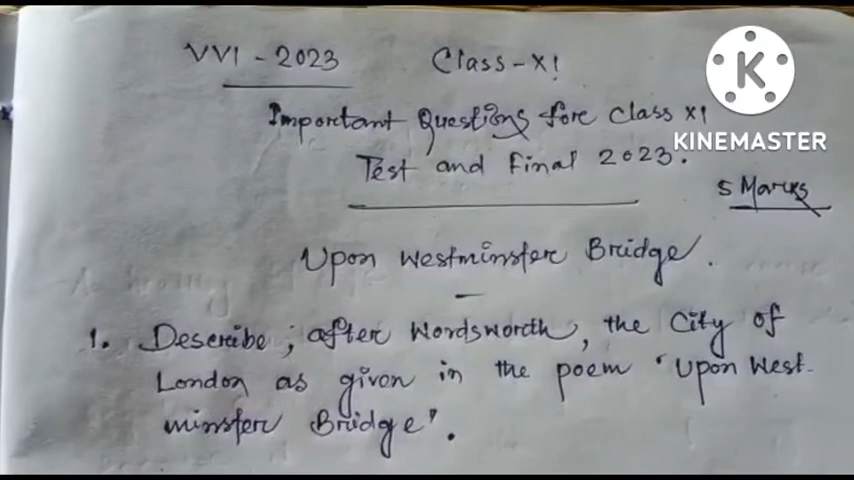 VVI - 2023 Class - XI
Important Questions for Class XI
KINEMASTER
Test and Final 2023.
5 Marks
Upon Westminster Bridge.
1. Describe, after Wordsworth, the City of
London as given in the poem 'Upon West-
minster Bridge'.